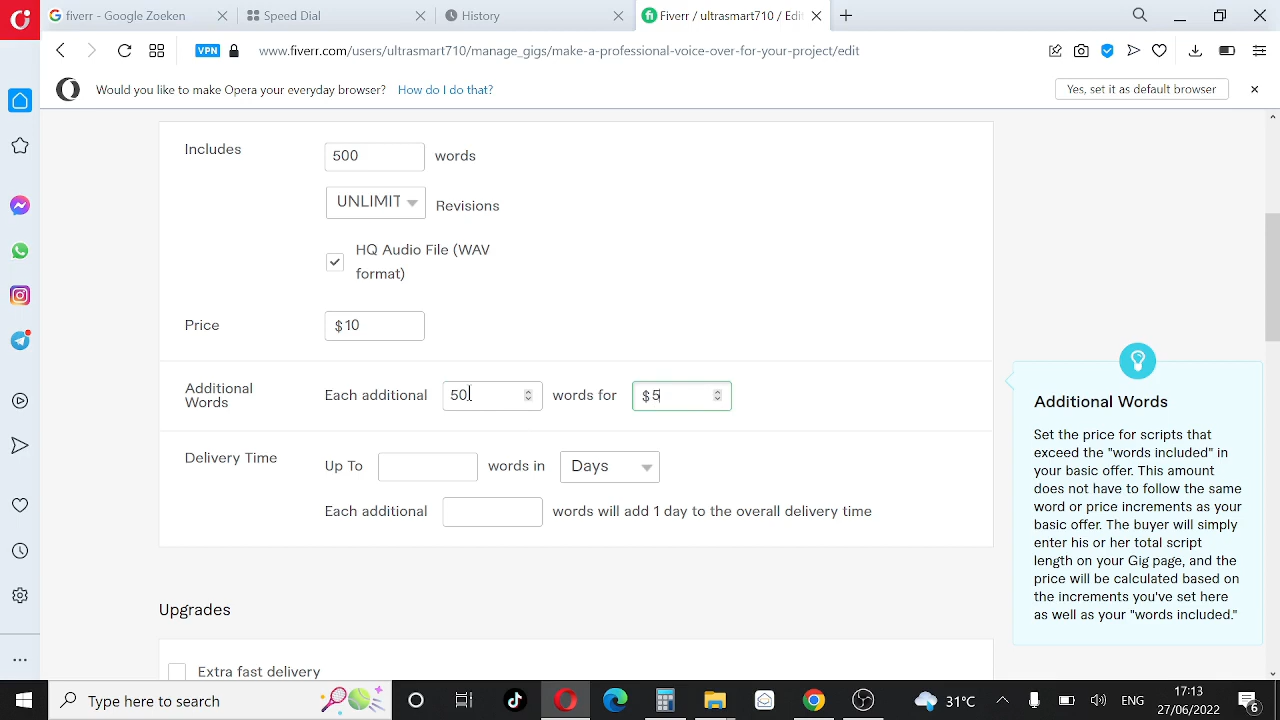 fiverr - Google Zoeken
Speed Dial
History
Fiverr / ultrasmart710 / Edit
VPN
www.fiverr.com/users/ultrasmart710/manage_gigs/make-a-professional-voice-over-for-your-project/edit
Would you like to make Opera your everyday browser?
How do I do that?
Yes, set it as default browser
Includes
500
words
UNLIMIT
Revisions
HQ Audio File (WAV
format)
Price
$10
Additional
Words
Each additional
50
words for
$5
Delivery Time
Up To
words in
Days
Each additional
words will add 1 day to the overall delivery time
Additional Words
Set the price for scripts that
exceed the "words included" in
your basic offer. This amount
does not have to follow the same
word or price increments as your
basic offer. The buyer will simply
enter his or her total script
length on your Gig page, and the
price will be calculated based on
the increments you've set here
as well as your "words included."
Upgrades
Extra fast delivery
Type here to search
31°C
ENG
17:13
27/06/2022
6